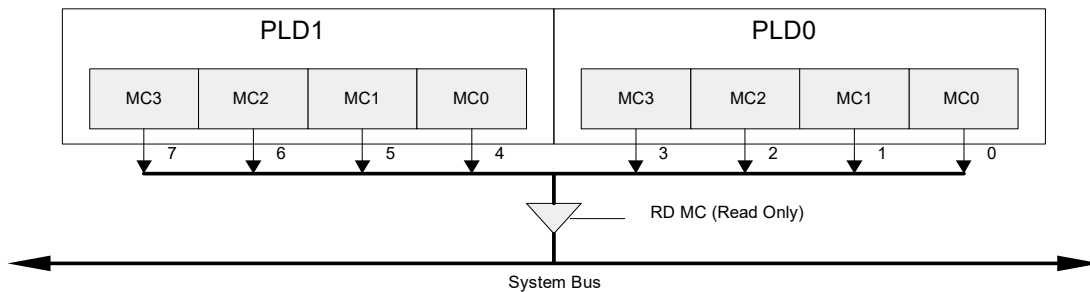 PLD1 PLD0
MC3 MC2 MC1 MC0 MC3 MC2 MC1 MC0
7 6 5 4 3 2 1 0
RD MC (Read Only)
System Bus